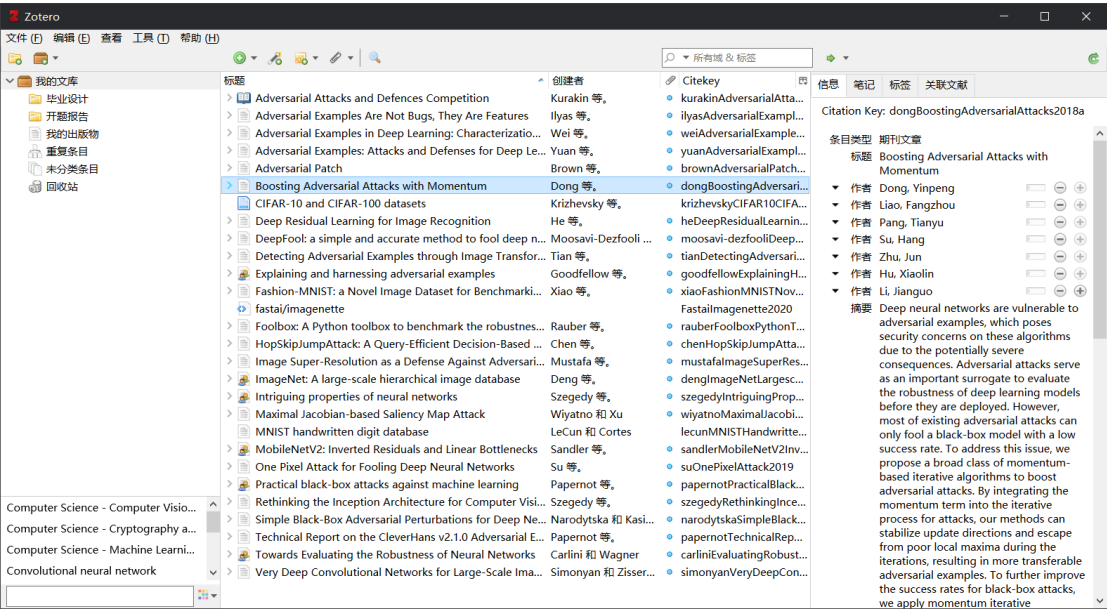 Zotero
文件 (F) 编辑 (E) 查看 工具 (T) 帮助 (H)
所有域 & 标签
我的文库
毕业设计
开题报告
我的出版物
重复条目
未分类条目
回收站
Computer Science - Computer Visio...
Computer Science - Cryptography a...
Computer Science - Machine Learni...
Convolutional neural network
标题 创建者 Citekey
Adversarial Attacks and Defences Competition Kurakin 等。 kurakinAdversarialAtta...
Adversarial Examples Are Not Bugs, They Are Features Ilyas 等。 ilyasAdversarialExampl...
Adversarial Examples in Deep Learning: Characterizatio... Wei 等。 weiAdversarialExample...
Adversarial Examples: Attacks and Defenses for Deep Le... Yuan 等。 yuanAdversarialExampl...
Adversarial Patch Brown 等。 brownAdversarialPatch...
Boosting Adversarial Attacks with Momentum Dong 等。 dongBoostingAdversari...
CIFAR-10 and CIFAR-100 datasets Krizhevsky 等。 krizhevskyCIFAR10CIFA...
Deep Residual Learning for Image Recognition He 等。 heDeepResidualLearnin...
DeepFool: a simple and accurate method to fool deep n... Moosavi-Dezfooli ... moosavi-dezfooliDeep...
Detecting Adversarial Examples through Image Transfor... Tian 等。 tianDetectingAdversari...
Explaining and harnessing adversarial examples Goodfellow 等。 goodfellowExplainingH...
Fashion-MNIST: a Novel Image Dataset for Benchmarki... Xiao 等。 xiaoFashionMNISTNov...
fastai/imagenette FastaiImagenette2020
Foolbox: A Python toolbox to benchmark the robustnes... Rauber 等。 rauberFoolboxPythonT...
HopSkipJumpAttack: A Query-Efficient Decision-Based ... Chen 等。 chenHopSkipJumpAtta...
Image Super-Resolution as a Defense Against Adversari... Mustafa 等。 mustafaImageSuperRes...
ImageNet: A large-scale hierarchical image database Deng 等。 dengImageNetLargesc...
Intriguing properties of neural networks Szegedy 等。 szegedyIntriguingProp...
Maximal Jacobian-based Saliency Map Attack Wiyatno 和 Xu wiyatnoMaximalJacobi...
MNIST handwritten digit database LeCun 和 Cortes lecunMNISTHandwritte...
MobileNetV2: Inverted Residuals and Linear Bottlenecks Sandler 等。 sandlerMobileNetV2Inv...
One Pixel Attack for Fooling Deep Neural Networks Su 等。 suOnePixelAttack2019
Practical black-box attacks against machine learning Papernot 等。 papernotPracticalBlack...
Rethinking the Inception Architecture for Computer Visi... Szegedy 等。 szegedyRethinkingInce...
Simple Black-Box Adversarial Perturbations for Deep Ne... Narodytska 和 Kasi... narodytskaSimpleBlack...
Technical Report on the CleverHans v2.1.0 Adversarial E... Papernot 等。 papernotTechnicalRep...
Towards Evaluating the Robustness of Neural Networks Carlini 和 Wagner carliniEvaluatingRobust...
Very Deep Convolutional Networks for Large-Scale Ima... Simonyan 和 Zisser... simonyanVeryDeepCon...
信息 笔记 标签 关联文献
Citation Key: dongBoostingAdversarialAttacks2018a
条目类型 期刊文章
标题 Boosting Adversarial Attacks with
Momentum
作者 Dong, Yinpeng
作者 Liao, Fangzhou
作者 Pang, Tianyu
作者 Su, Hang
作者 Zhu, Jun
作者 Hu, Xiaolin
作者 Li, Jianguo
摘要 Deep neural networks are vulnerable to
adversarial examples, which poses
security concerns on these algorithms
due to the potentially severe
consequences. Adversarial attacks serve
as an important surrogate to evaluate
the robustness of deep learning models
before they are deployed. However,
most of existing adversarial attacks can
only fool a black-box model with a low
success rate. To address this issue, we
propose a broad class of momentum-
based iterative algorithms to boost
adversarial attacks. By integrating the
momentum term into the iterative
process for attacks, our methods can
stabilize update directions and escape
from poor local maxima during the
iterations, resulting in more transferable
adversarial examples. To further improve
the success rates for black-box attacks,
we apply momentum iterative